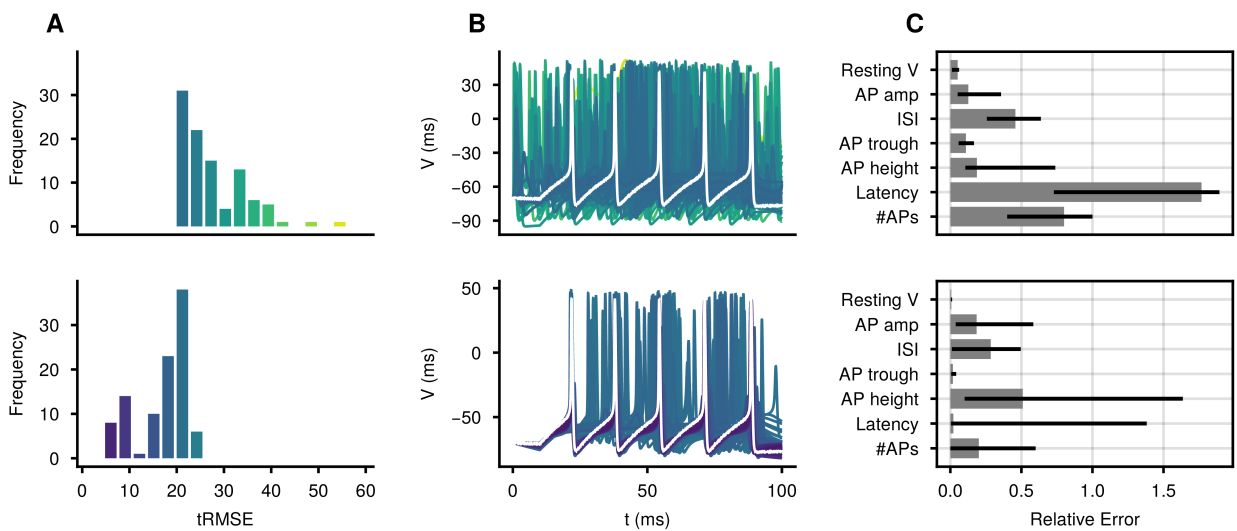 A
B
C
Frequency
30
20
10
0
V (ms)
30
0
−30
−60
−90
Resting V
AP amp
ISI
AP trough
AP height
Latency
#APs
Frequency
30
20
10
0
0 10 20 30 40 50 60
tRMSE
V (ms)
50
0
−50
0 50 100
t (ms)
Resting V
AP amp
ISI
AP trough
AP height
Latency
#APs
0.0 0.5 1.0 1.5
Relative Error